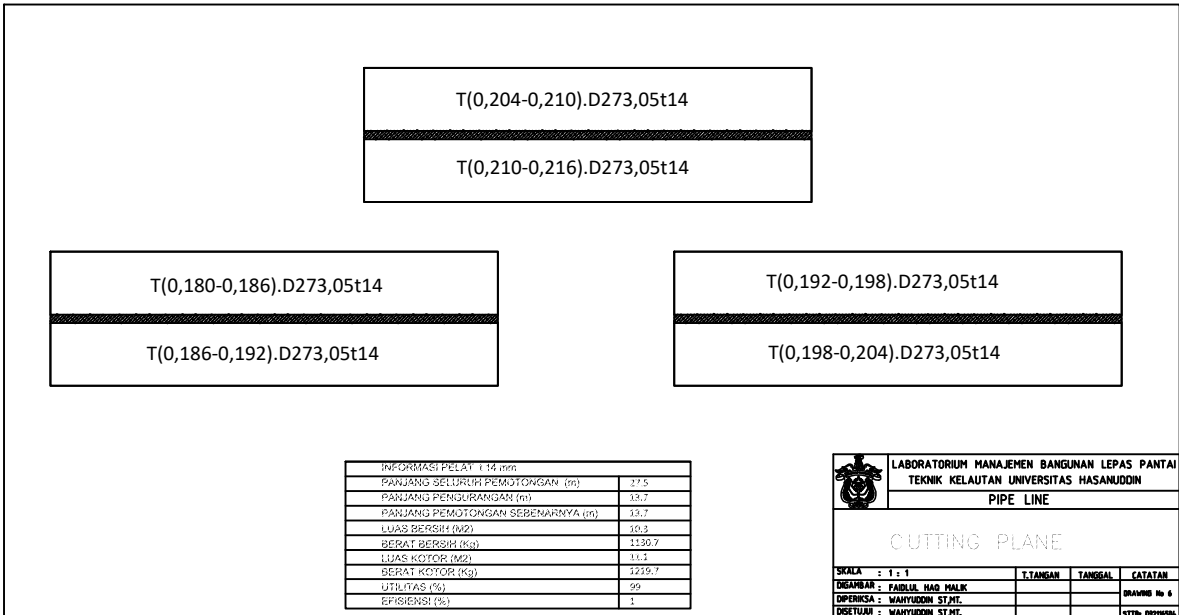 T(0,204-0,210).D273,05t14
T(0,210-0,216).D273,05t14
T(0,180-0,186).D273,05t14
T(0,186-0,192).D273,05t14
T(0,192-0,198).D273,05t14
T(0,198-0,204).D273,05t14
INFORMASI PELAT t 14 mm
PANJANG SELURUH PEMOTONGAN (m)
PANJANG PENGURANGAN (m) 13.7
PANJANG PEMOTONGAN SEBENARNYA (m) 13.7
LUAS BERSIH (M2) 10.3
BERAT BERSIH (Kg) 1130.7
LUAS KOTOR (M2) 11.1
BERAT KOTOR (Kg) 1219.7
UTILITAS (%) 99
EFISIENSI (%) 1
LABORATORIUM MANAJEMEN BANGUNAN LEPAS PANTAI
TEKNIK KELAUTAN UNIVERSITAS HASANUDDIN
PIPE LINE
CUTTING PLANE
SKALA : 1 : 1 T.TANGAN TANGGAL CATATAN
DIGAMBAR : FAIDLUL HAQ MALIK
DRAWING No 6
DIPERIKSA : WAHYUDDIN ST,MT.
DISETUJUI : WAHYUDDIN ST,MT.